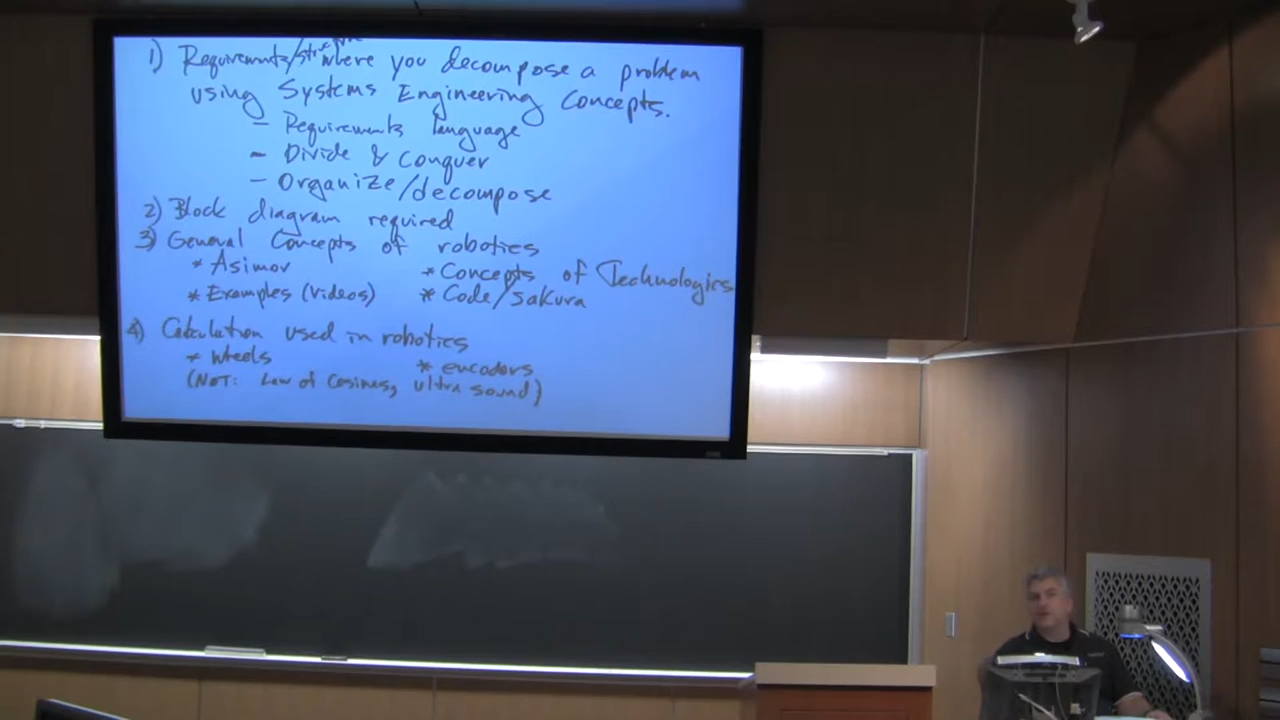 1) Requirements/structure where you decompose a problem
using Systems Engineering Concepts.
- Requirements language
- Divide & Conquer
- Organize/decompose
2) Block diagram required
3) General Concepts of robotics
* Asimov * Concepts of Technologies
* Examples (Videos) * Code/Sakura
4) Calculation used in robotics
* wheels * encoders
(NOT: Law of Cosines, ultra sound)